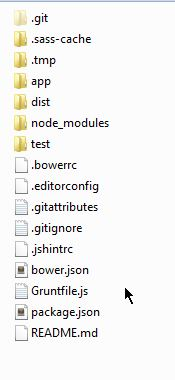 .git
.sass-cache
.tmp
app
dist
node_modules
test
.bowerrc
.editorconfig
.gitattributes
.gitignore
.jshintrc
bower.json
Gruntfile.js
package.json
README.md